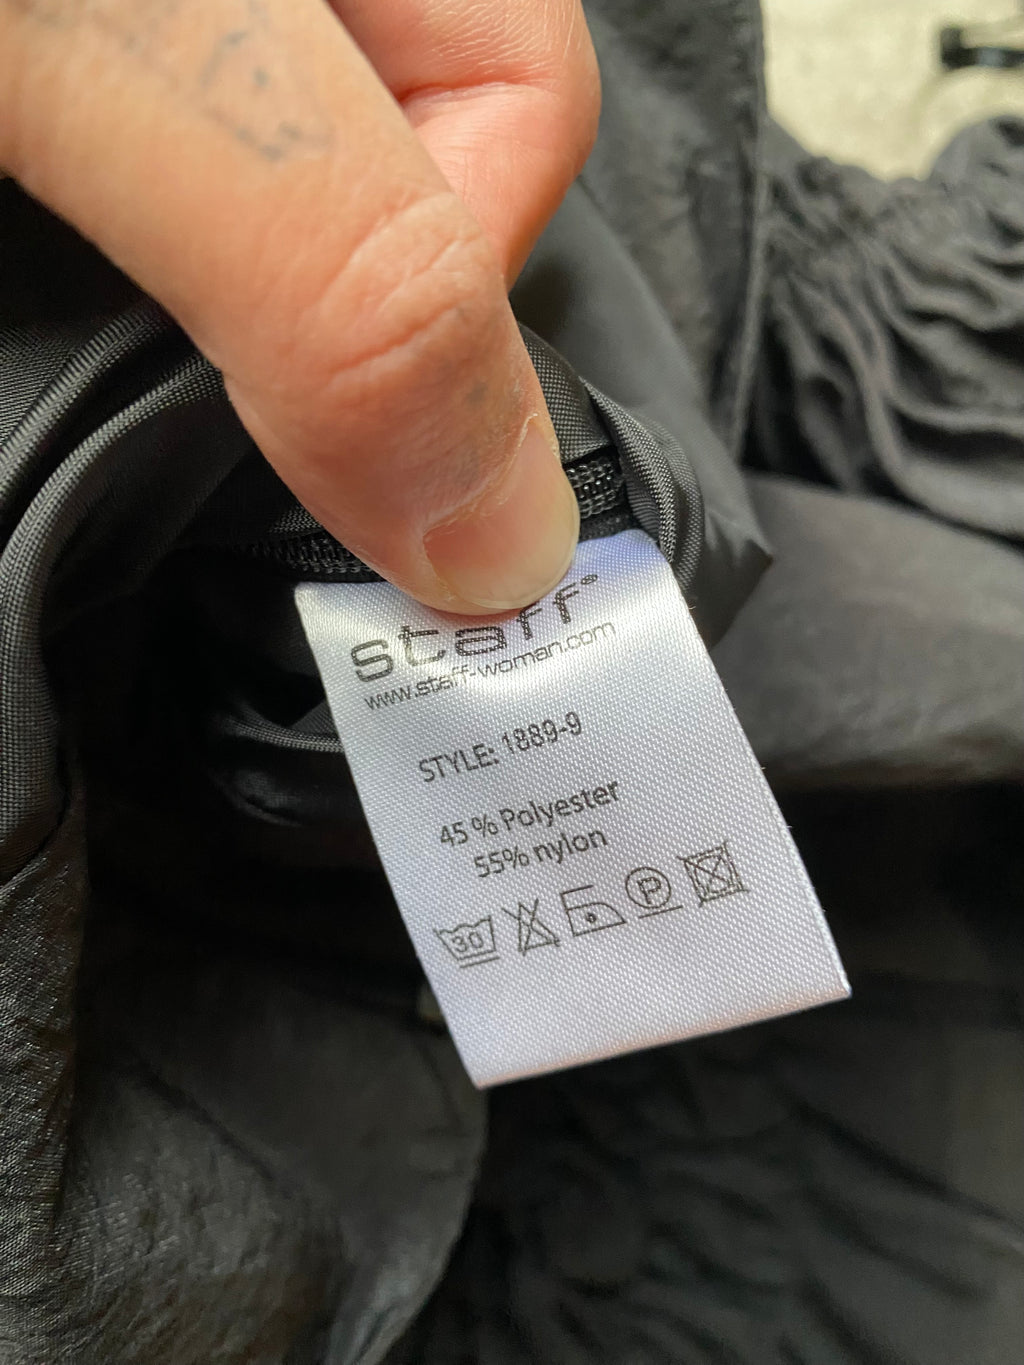 staff®
www.staff-woman.com
STYLE: 1889-9
45 % Polyester
55% nylon
30 P